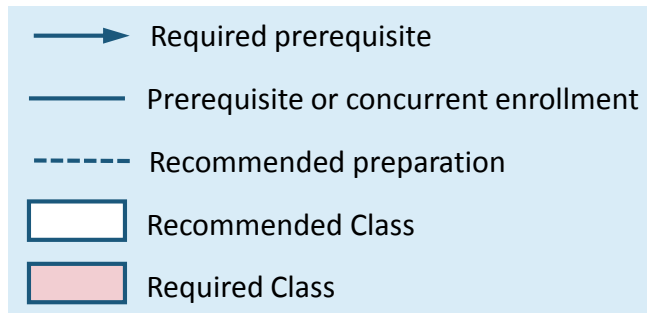 Required prerequisite
Prerequisite or concurrent enrollment
Recommended preparation
Recommended Class
Required Class